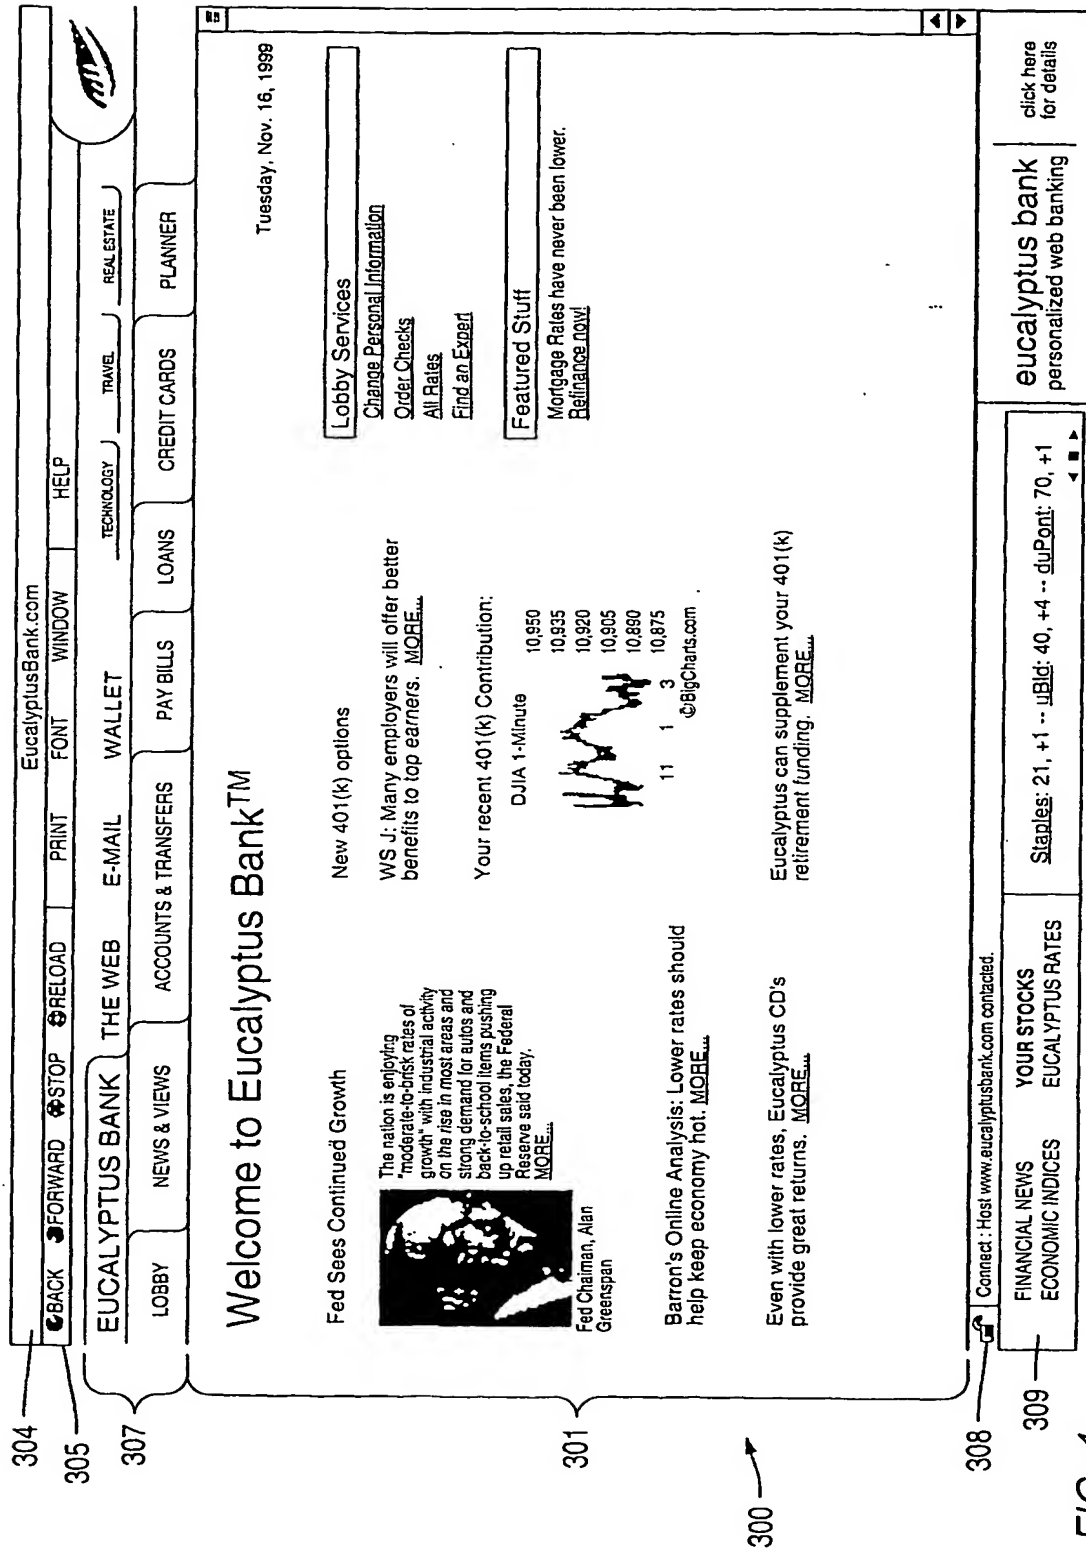 304
EucalyptusBank.com
305
BACK FORWARD STOP RELOAD PRINT FONT WINDOW HELP
307
EUCALYPTUS BANK THE WEB E-MAIL WALLET TECHNOLOGY TRAVEL REAL ESTATE
LOBBY NEWS & VIEWS ACCOUNTS & TRANSFERS PAY BILLS LOANS CREDIT CARDS PLANNER
301
Welcome to Eucalyptus Bank™
Tuesday, Nov. 16, 1999
Fed Sees Continued Growth
The nation is enjoying
"moderate-to-brisk rates of
growth" with industrial activity
on the rise in most areas and
strong demand for autos and
back-to-school items pushing
up retail sales, the Federal
Reserve said today.
MORE...
Fed Chaiman, Alan
Greenspan
Barron's Online Analysis: Lower rates should
help keep economy hot. MORE...
Even with lower rates, Eucalyptus CD's
provide great returns. MORE...
New 401(k) options
WS J: Many employers will offer better
benefits to top earners. MORE...
Your recent 401(k) Contribution:
DJIA 1-Minute
10,950
10,935
10,920
10,905
10,890
10,875
11 1 3
©BigCharts.com
Eucalyptus can supplement your 401(k)
retirement funding. MORE...
Lobby Services
Change Personal Information
Order Checks
All Rates
Find an Expert
Featured Stuff
Mortgage Rates have never been lower.
Refinance now!
300
308
Connect : Host www.eucalyptusbank.com contacted.
309
FINANCIAL NEWS YOUR STOCKS
ECONOMIC INDICES EUCALYPTUS RATES
Staples: 21, +1 -- uBid: 40, +4 -- duPont: 70, +1
eucalyptus bank
personalized web banking
click here
for details